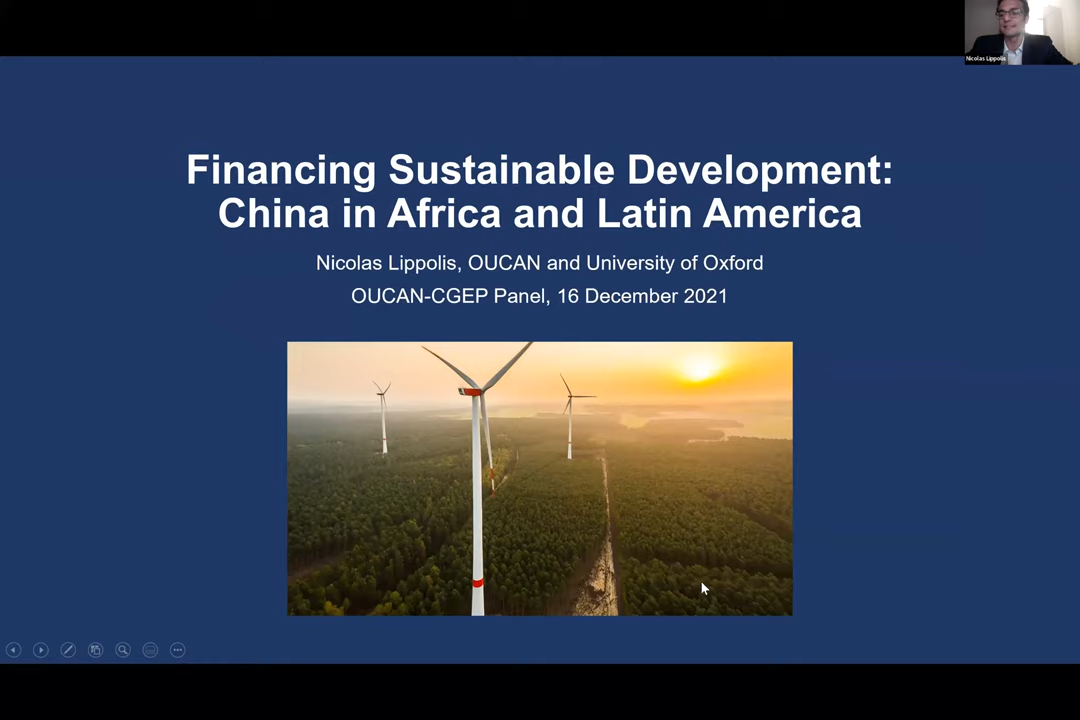 Nicolas Lippolis
Financing Sustainable Development:
China in Africa and Latin America
Nicolas Lippolis, OUCAN and University of Oxford
OUCAN-CGEP Panel, 16 December 2021